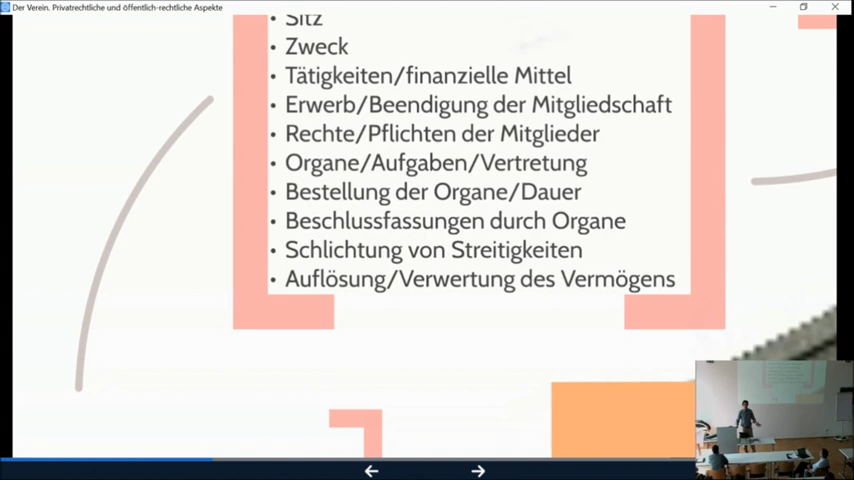 Der Verein. Privatrechtliche und öffentlich-rechtliche Aspekte
• Sitz
• Zweck
• Tätigkeiten/finanzielle Mittel
• Erwerb/Beendigung der Mitgliedschaft
• Rechte/Pflichten der Mitglieder
• Organe/Aufgaben/Vertretung
• Bestellung der Organe/Dauer
• Beschlussfassungen durch Organe
• Schlichtung von Streitigkeiten
• Auflösung/Verwertung des Vermögens